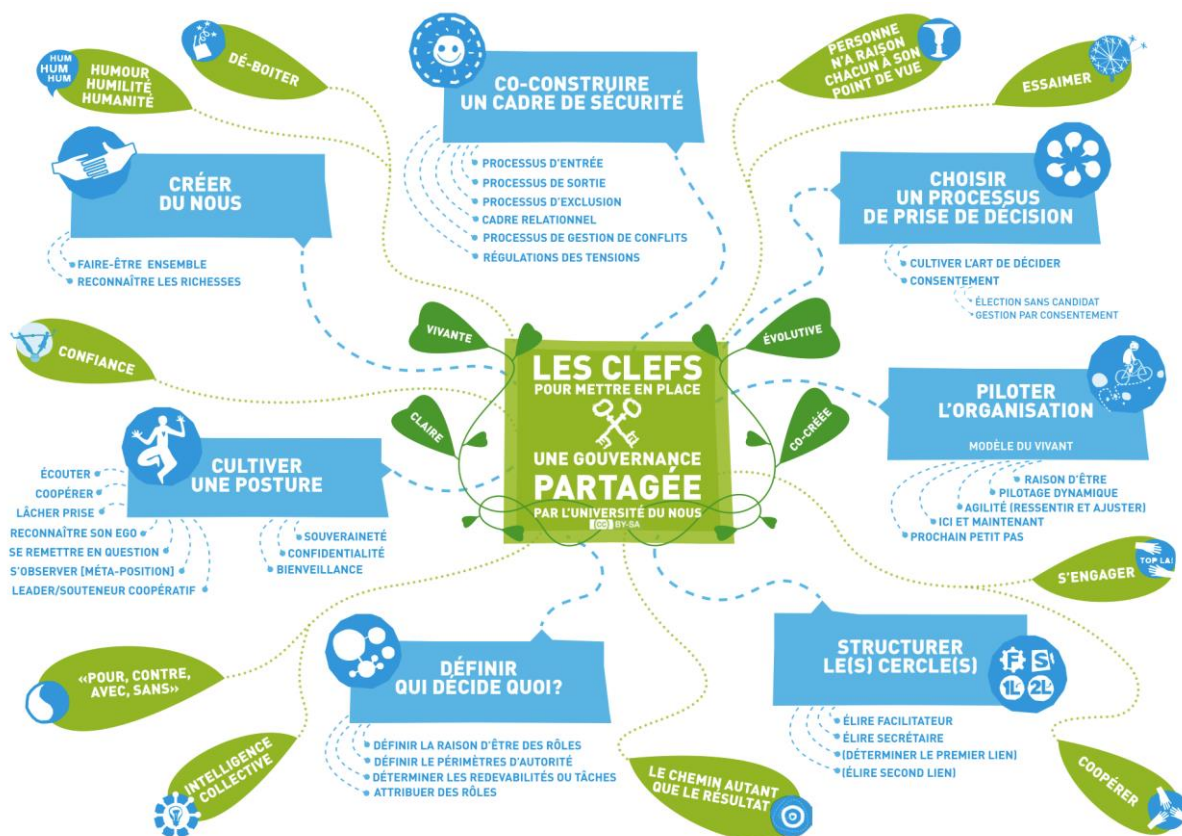 HUM
HUM
HUM
HUMOUR
HUMILITÉ
HUMANITÉ
DÉ-BOITER
CO-CONSTRUIRE
UN CADRE DE SÉCURITÉ
PROCESSUS D'ENTRÉE
PROCESSUS DE SORTIE
PROCESSUS D'EXCLUSION
CADRE RELATIONNEL
PROCESSUS DE GESTION DE CONFLITS
RÉGULATIONS DES TENSIONS
PERSONNE
N'A RAISON
CHACUN À SON
POINT DE VUE
ESSAIMER
CRÉER
DU NOUS
FAIRE-ÊTRE ENSEMBLE
RECONNAÎTRE LES RICHESSES
CHOISIR
UN PROCESSUS
DE PRISE DE DÉCISION
CULTIVER L'ART DE DÉCIDER
CONSENTEMENT
ÉLECTION SANS CANDIDAT
GESTION PAR CONSENTEMENT
CONFIANCE
VIVANTE
CLAIRE
ÉVOLUTIVE
CO-CRÉÉE
LES CLEFS
POUR METTRE EN PLACE
UNE GOUVERNANCE
PARTAGÉE
PAR L'UNIVERSITÉ DU NOUS
(CC) BY-SA
PILOTER
L'ORGANISATION
MODÈLE DU VIVANT
RAISON D'ÊTRE
PILOTAGE DYNAMIQUE
AGILITÉ (RESSENTIR ET AJUSTER)
ICI ET MAINTENANT
PROCHAIN PETIT PAS
CULTIVER
UNE POSTURE
ÉCOUTER
COOPÉRER
LÂCHER PRISE
RECONNAÎTRE SON EGO
SE REMETTRE EN QUESTION
S'OBSERVER (MÉTA-POSITION)
LEADER/SOUTENEUR COOPÉRATIF
SOUVERAINETÉ
CONFIDENTIALITÉ
BIENVEILLANCE
S'ENGAGER
TOP LA!
«POUR, CONTRE,
AVEC, SANS»
INTELLIGENCE
COLLECTIVE
DÉFINIR
QUI DÉCIDE QUOI?
DÉFINIR LA RAISON D'ÊTRE DES RÔLES
DÉFINIR LE PÉRIMÈTRES D'AUTORITÉ
DÉTERMINER LES REDEVABILITÉS OU TÂCHES
ATTRIBUER DES RÔLES
LE CHEMIN AUTANT
QUE LE RÉSULTAT
STRUCTURER
LE(S) CERCLE(S)
F S
1L 2L
ÉLIRE FACILITATEUR
ÉLIRE SECRÉTAIRE
(DÉTERMINER LE PREMIER LIEN)
(ÉLIRE SECOND LIEN)
COOPÉRER